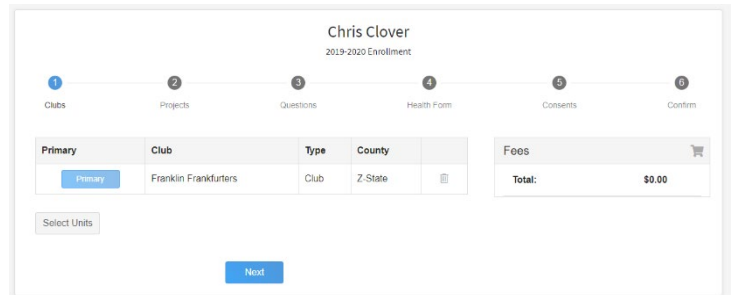 Chris Clover
2019-2020 Enrollment
1 2 3 4 5 6
Clubs Projects Questions Health Form Consents Confirm
Primary Club Type County
Primary Franklin Frankfurters Club Z-State
Fees
Total: $0.00
Select Units
Next